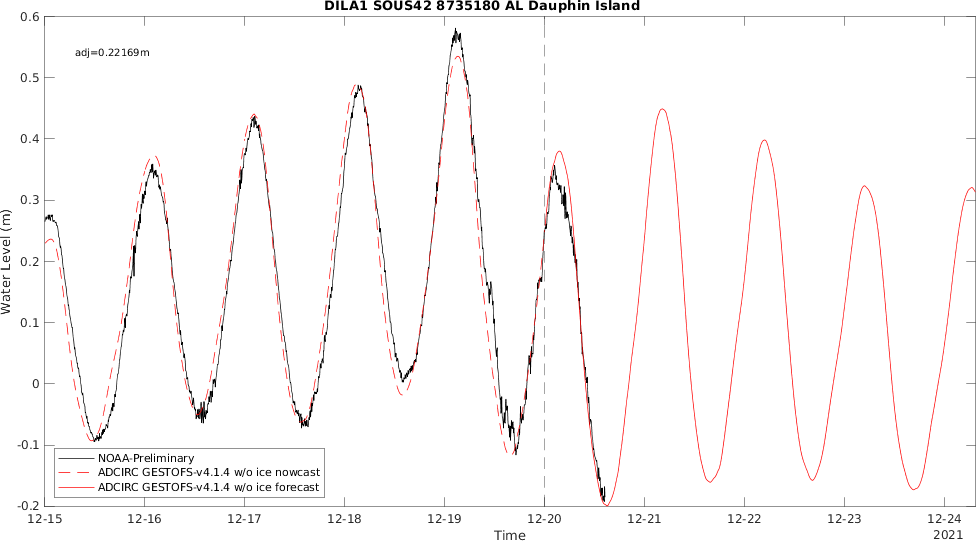 DILA1 SOUS42 8735180 AL Dauphin Island
adj=0.22169m
Water Level (m)
0.6
0.5
0.4
0.3
0.2
0.1
0
-0.1
-0.2
NOAA-Preliminary
ADCIRC GESTOFS-v4.1.4 w/o ice nowcast
ADCIRC GESTOFS-v4.1.4 w/o ice forecast
12-15 12-16 12-17 12-18 12-19 12-20 12-21 12-22 12-23 12-24
Time
2021